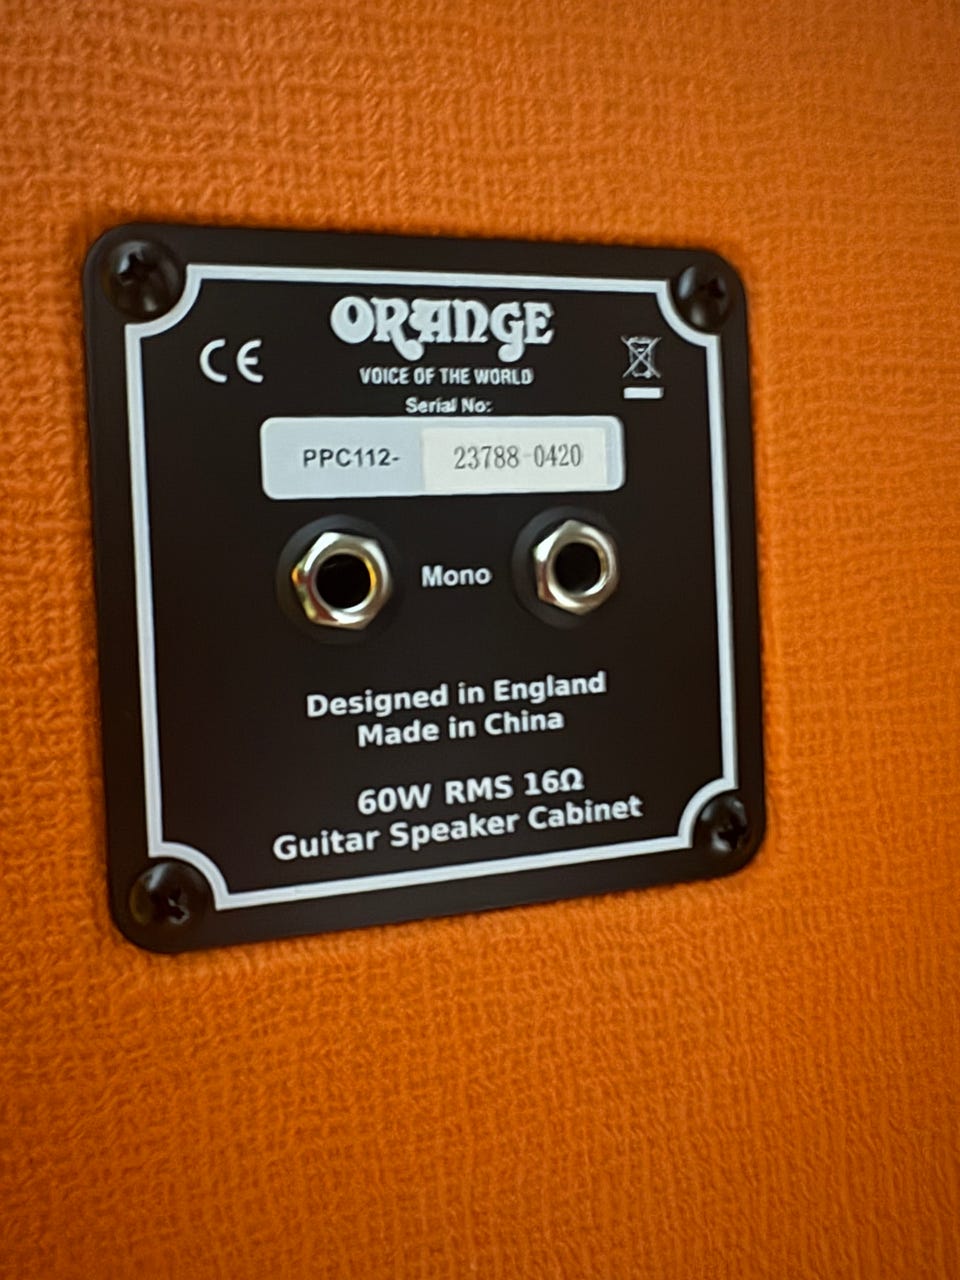 ORANGE
VOICE OF THE WORLD
CE
Serial No:
PPC112- 23788-0420
Mono
Designed in England
Made in China
60W RMS 16Ω
Guitar Speaker Cabinet